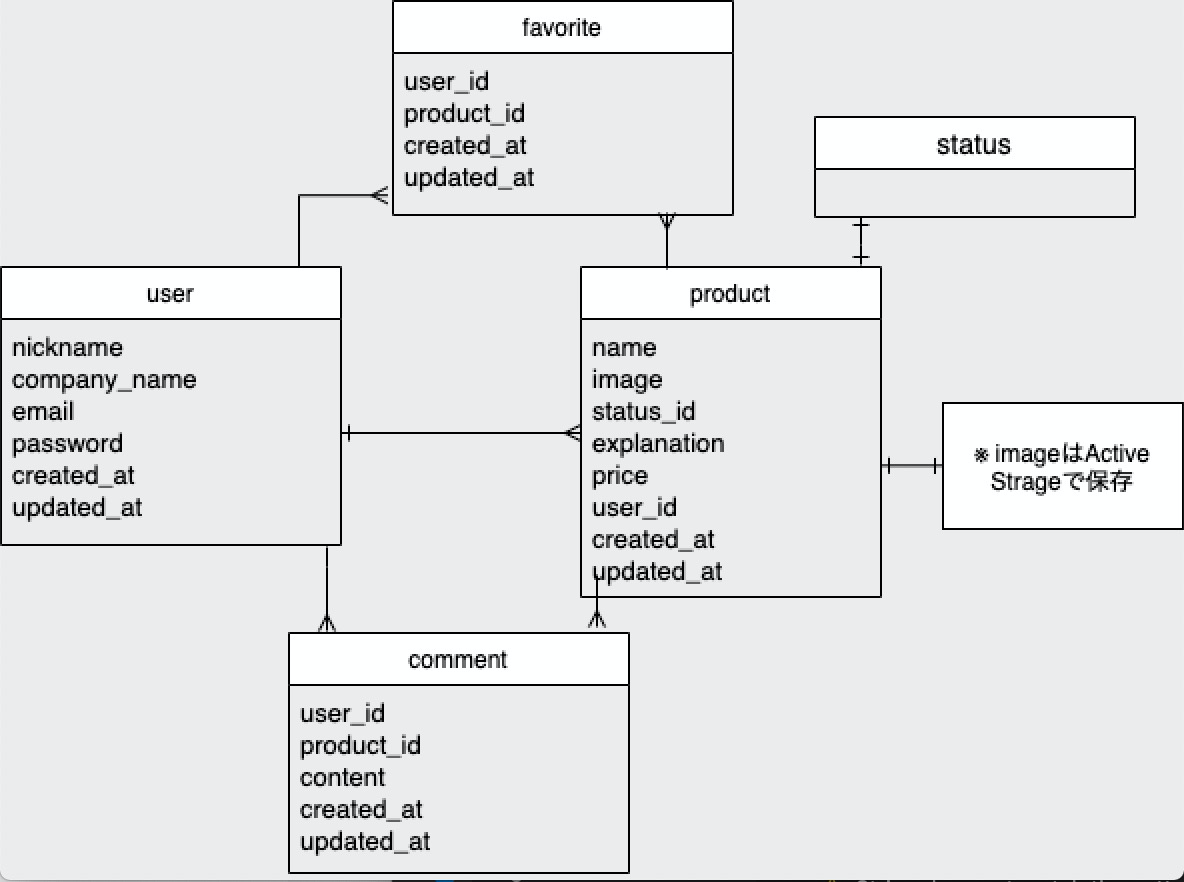 favorite
user_id
product_id
created_at
updated_at
status
user
nickname
company_name
email
password
created_at
updated_at
product
name
image
status_id
explanation
price
user_id
created_at
updated_at
※ imageはActive
Strageで保存
comment
user_id
product_id
content
created_at
updated_at